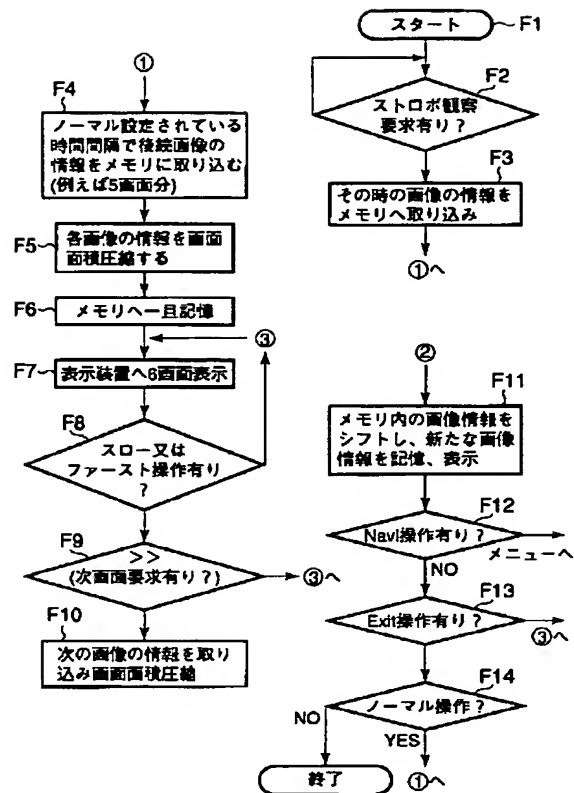 スタート
F1
F2
ストロボ観察
要求有り？
F3
その時の画像の情報を
メモリへ取り込み
①へ
①
F4
ノーマル設定されている
時間間隔で後続画像の
情報をメモリに取り込む
(例えば5画面分)
F5
各画像の情報を画面
面積圧縮する
F6
メモリへ一旦記憶
③
F7
表示装置へ6画面表示
F8
スロー又は
ファースト操作有り
？
F9
>>
(次画面要求有り？)
③へ
F10
次の画像の情報を取り
込み画面面積圧縮
②
F11
メモリ内の画像情報を
シフトし、新たな画像
情報を記憶、表示
F12
Navi操作有り？
メニューへ
NO
F13
Exit操作有り？
③へ
F14
ノーマル操作？
NO
YES
終了
①へ